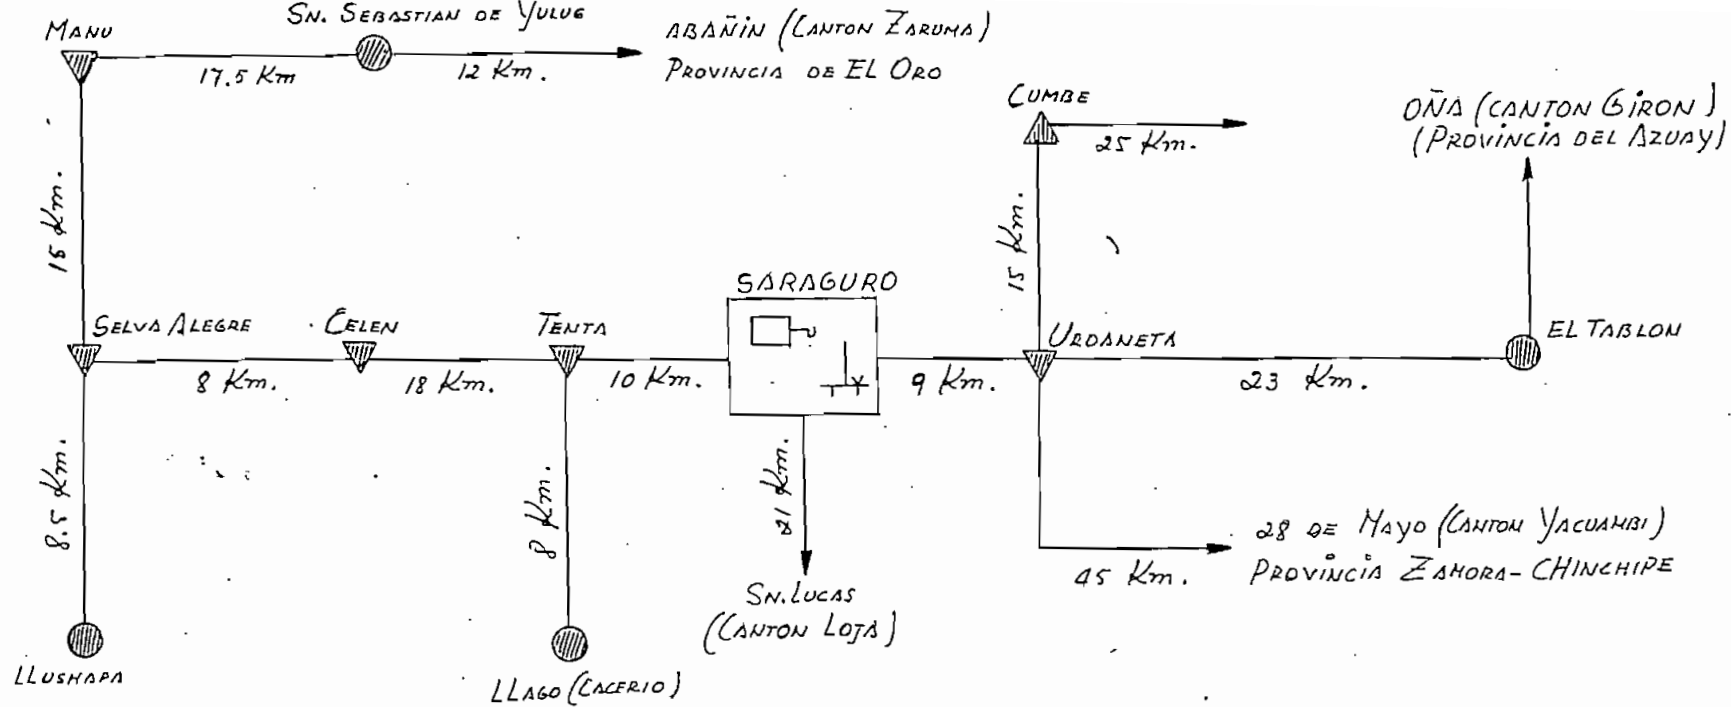 SN. SEBASTIAN DE YULUG
MANU
ABAÑIN (CANTON ZARUMA)
PROVINCIA DE EL ORO
17.5 Km
12 Km.
CUMBE
OÑA (CANTON GIRON)
(PROVINCIA DEL AZUAY)
25 Km.
15 Km.
15 Km.
SARAGURO
SELVA ALEGRE
CELEN
TENTA
URDANETA
EL TABLON
8 Km.
18 Km.
10 Km.
9 Km.
23 Km.
8.5 Km.
8 Km.
21 Km.
28 DE MAYO (CANTON YACUAMBI)
PROVINCIA ZAMORA-CHINCHIPE
45 Km.
SN. LUCAS
(CANTON LOJA)
LLUSHAPA
LLAGO (CACERIO)